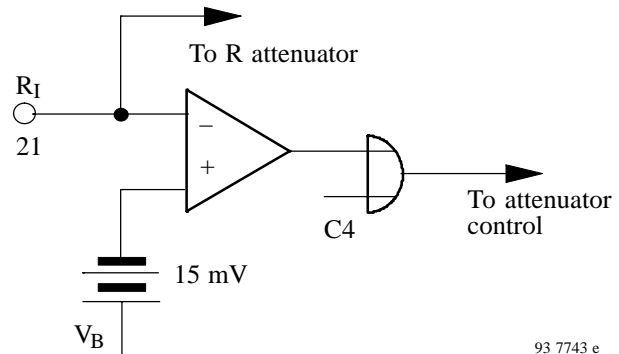 To R attenuator
R_I
21
−
+
To attenuator
control
C4
15 mV
V_B
93 7743 e